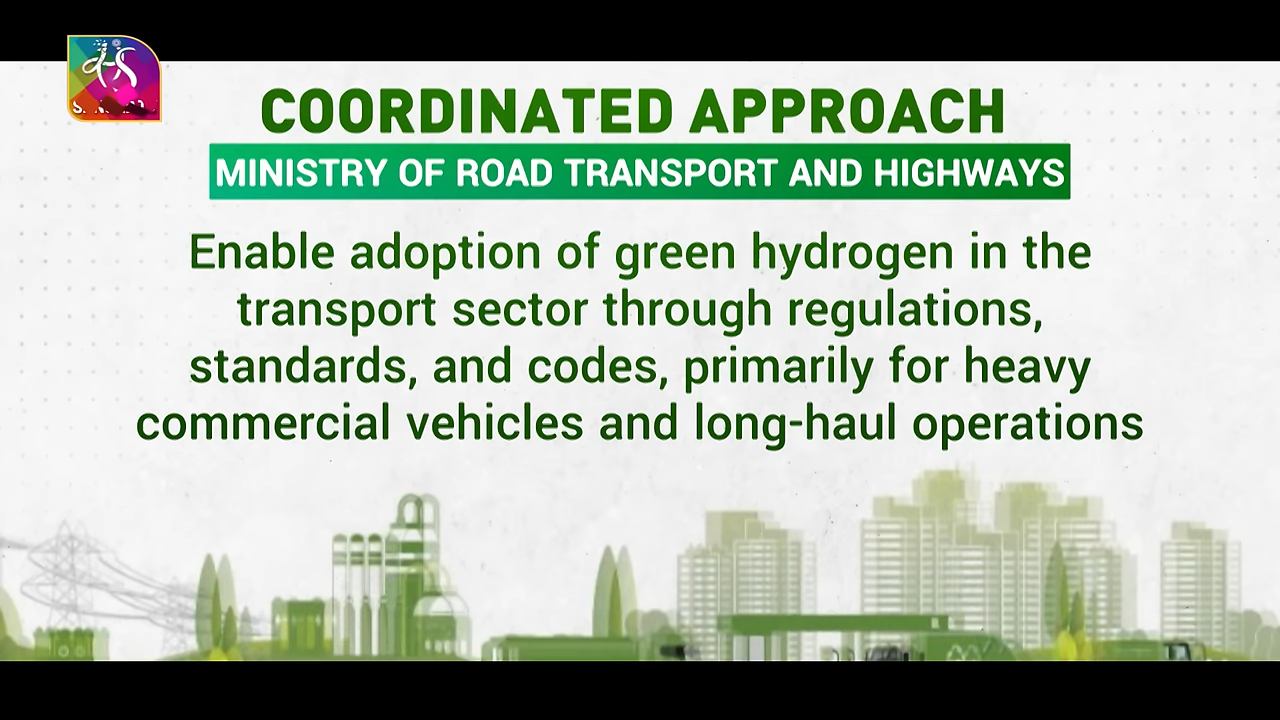 COORDINATED APPROACH
MINISTRY OF ROAD TRANSPORT AND HIGHWAYS
Enable adoption of green hydrogen in the
transport sector through regulations,
standards, and codes, primarily for heavy
commercial vehicles and long-haul operations